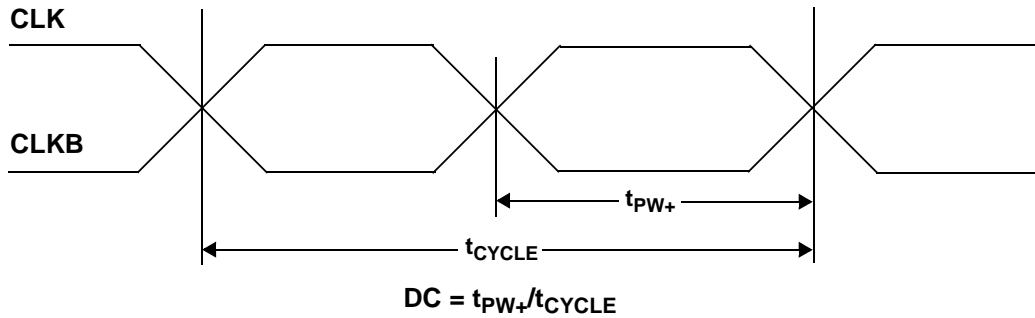 CLK
CLKB
tPW+
tCYCLE
DC = tPW+/tCYCLE